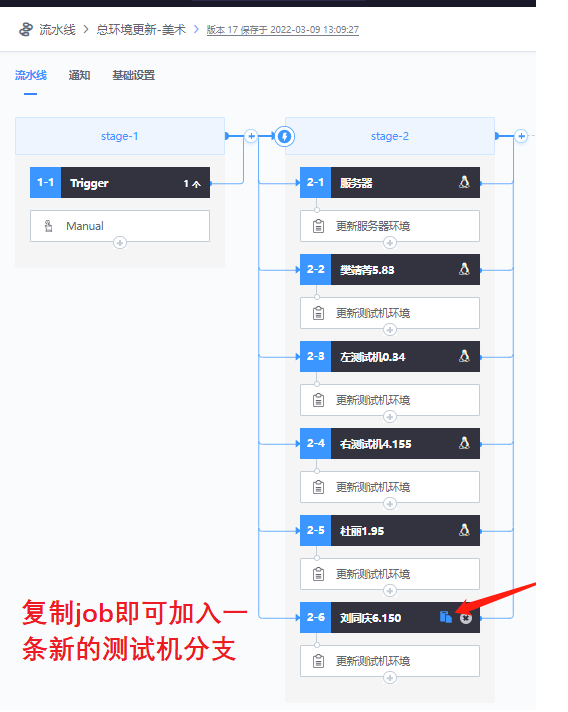 流水线 > 总环境更新-美术 > 版本 17 保存于 2022-03-09 13:09:27
流水线 通知 基础设置
stage-1
1-1 Trigger 1 个
Manual
stage-2
2-1 服务器
更新服务器环境
2-2 樊婧菁5.83
更新测试机环境
2-3 左测试机0.34
更新测试机环境
2-4 右测试机4.155
更新测试机环境
2-5 杜丽1.95
更新测试机环境
2-6 刘同庆6.150
更新测试机环境
复制job即可加入一
条新的测试机分支